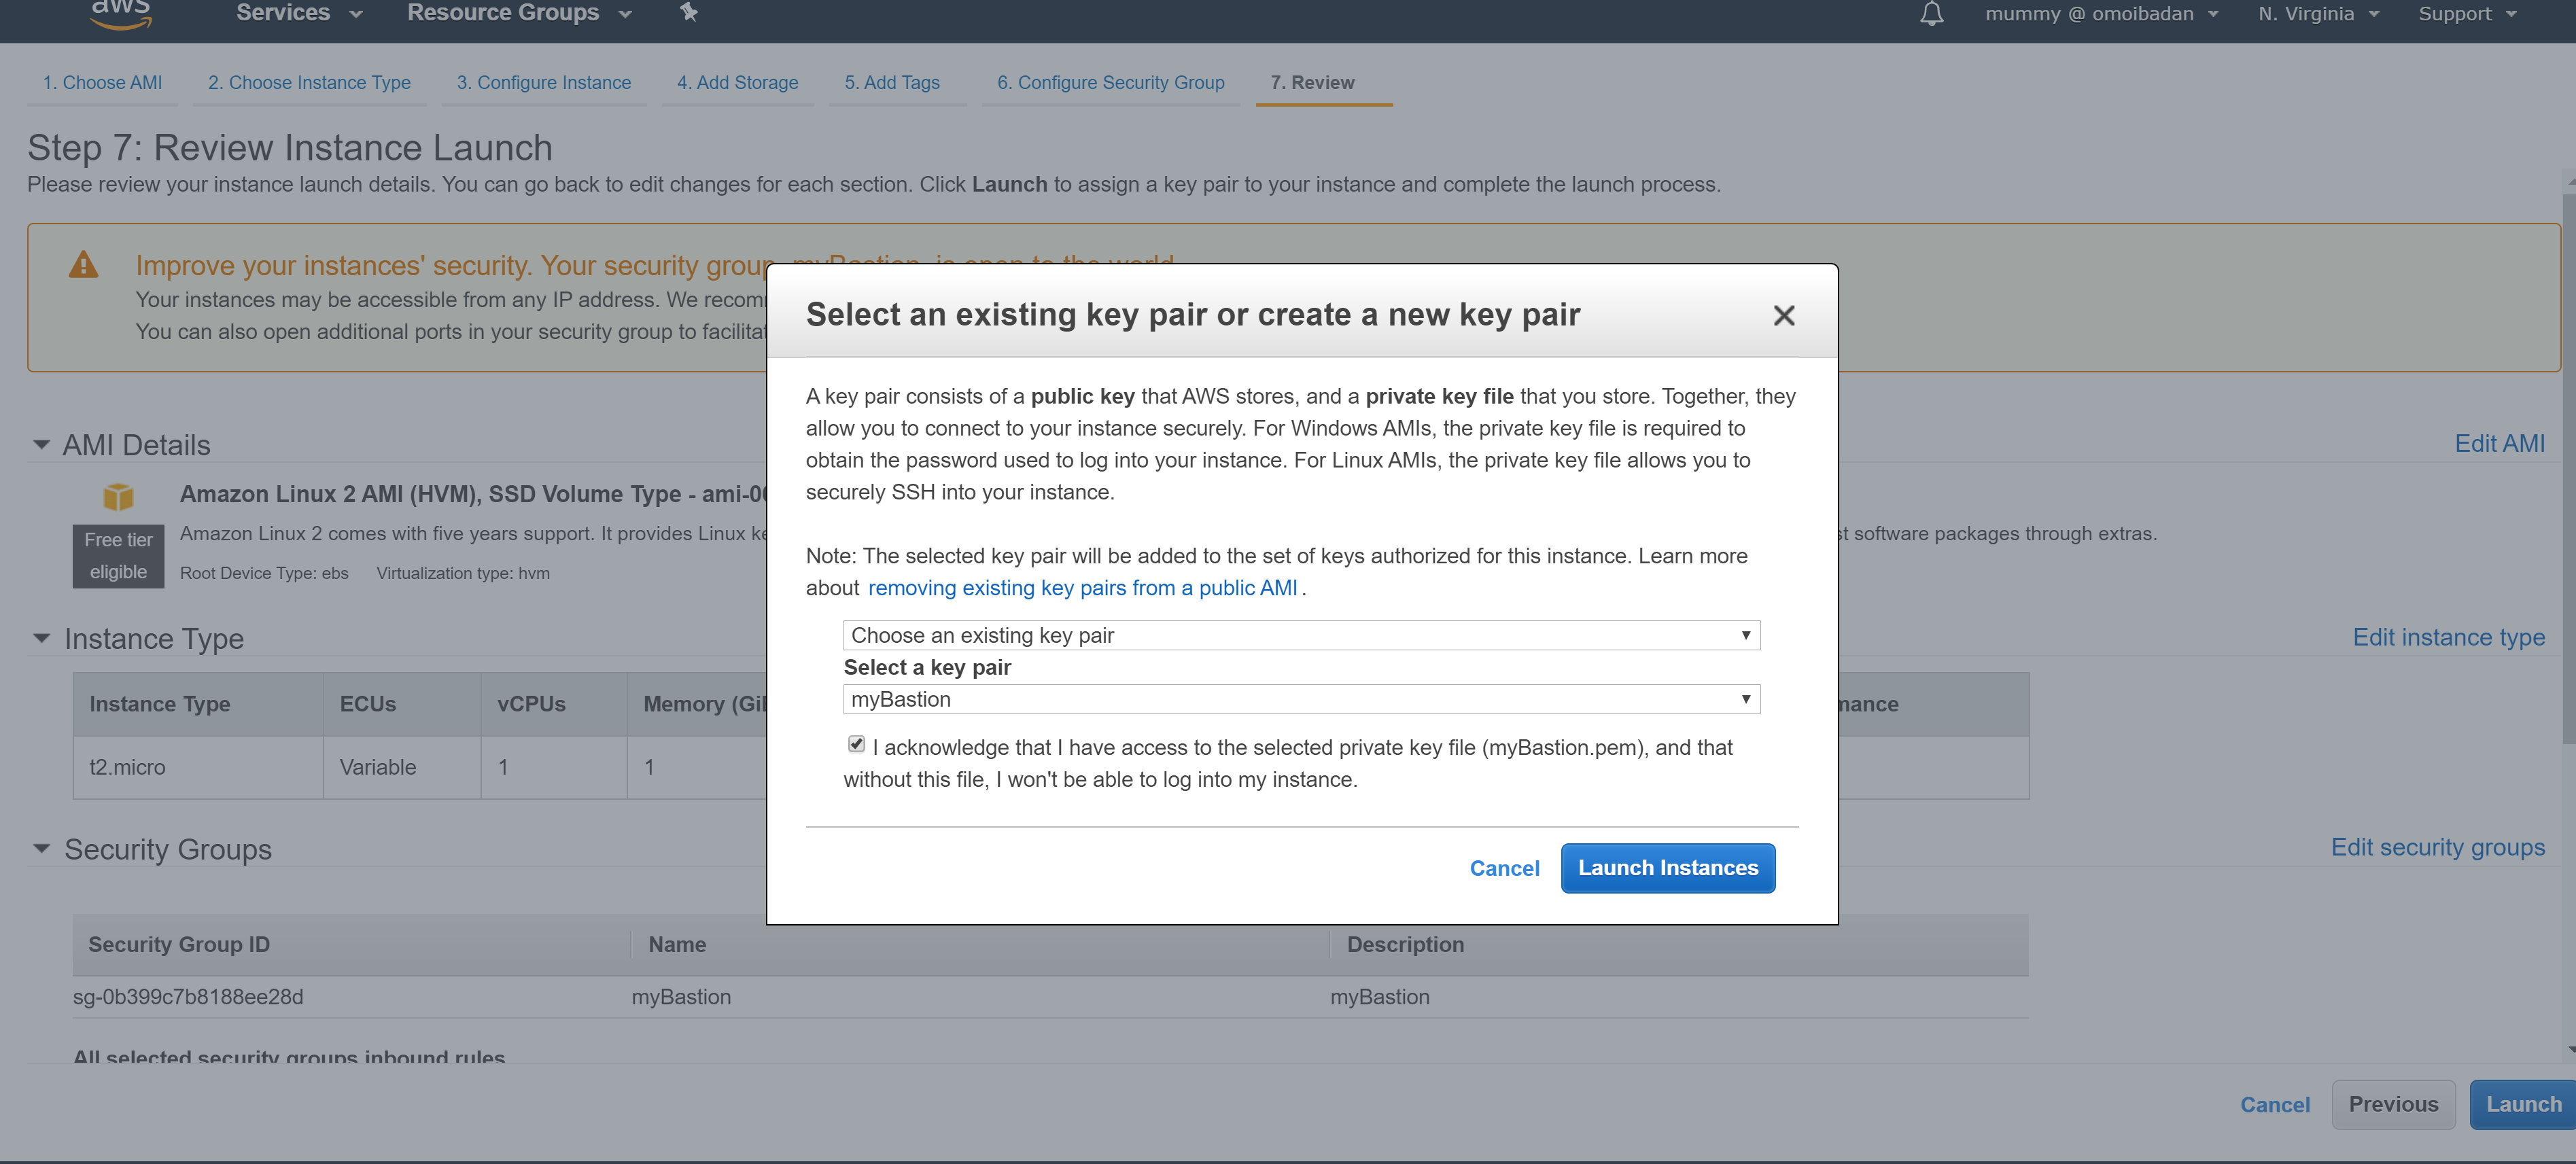 aws Services Resource Groups mummy @ omoibadan N. Virginia Support
1. Choose AMI 2. Choose Instance Type 3. Configure Instance 4. Add Storage 5. Add Tags 6. Configure Security Group 7. Review
Step 7: Review Instance Launch
Please review your instance launch details. You can go back to edit changes for each section. Click Launch to assign a key pair to your instance and complete the launch process.
Improve your instances' security. Your security group, myBastion, is open to the world.
Your instances may be accessible from any IP address. We
You can also open additional ports in your security group to
Select an existing key pair or create a new key pair
A key pair consists of a public key that AWS stores, and a private key file that you store. Together, they
allow you to connect to your instance securely. For Windows AMIs, the private key file is required to
obtain the password used to log into your instance. For Linux AMIs, the private key file allows you to
securely SSH into your instance.
Note: The selected key pair will be added to the set of keys authorized for this instance. Learn more
about removing existing key pairs from a public AMI .
Choose an existing key pair
Select a key pair
myBastion
I acknowledge that I have access to the selected private key file (myBastion.pem), and that
without this file, I won't be able to log into my instance.
Cancel Launch Instances
AMI Details Edit AMI
Amazon Linux 2 AMI (HVM), SSD Volume Type -
Free tier
eligible
Amazon Linux 2 comes with five years support. It provides Linux
software packages through extras.
Root Device Type: ebs Virtualization type: hvm
Instance Type Edit instance type
Instance Type ECUs vCPUs Memory
t2.micro Variable 1 1
Security Groups Edit security groups
Security Group ID Name Description
sg-0b399c7b8188ee28d myBastion myBastion
All selected security groups inbound rules
Cancel Previous Launch